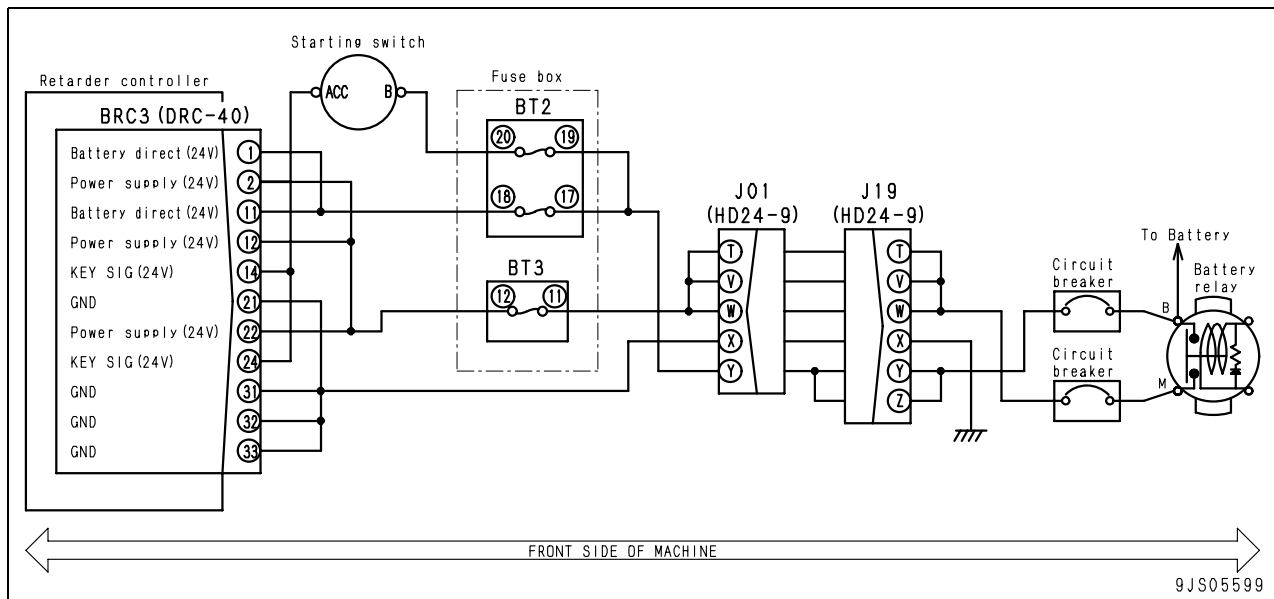 Starting switch
Retarder controller
ACC
B
Fuse box
BRC3 (DRC-40)
Battery direct (24V) 1
Power supply (24V) 2
Battery direct (24V) 11
Power supply (24V) 12
KEY SIG (24V) 14
GND 21
Power supply (24V) 22
KEY SIG (24V) 24
GND 31
GND 32
GND 33
BT2
20 19
18 17
BT3
12 11
J01
(HD24-9)
T
V
W
X
Y
J19
(HD24-9)
T
V
W
X
Y
Z
To Battery
Circuit
breaker
Battery
relay
B
Circuit
breaker
M
FRONT SIDE OF MACHINE
9JS05599